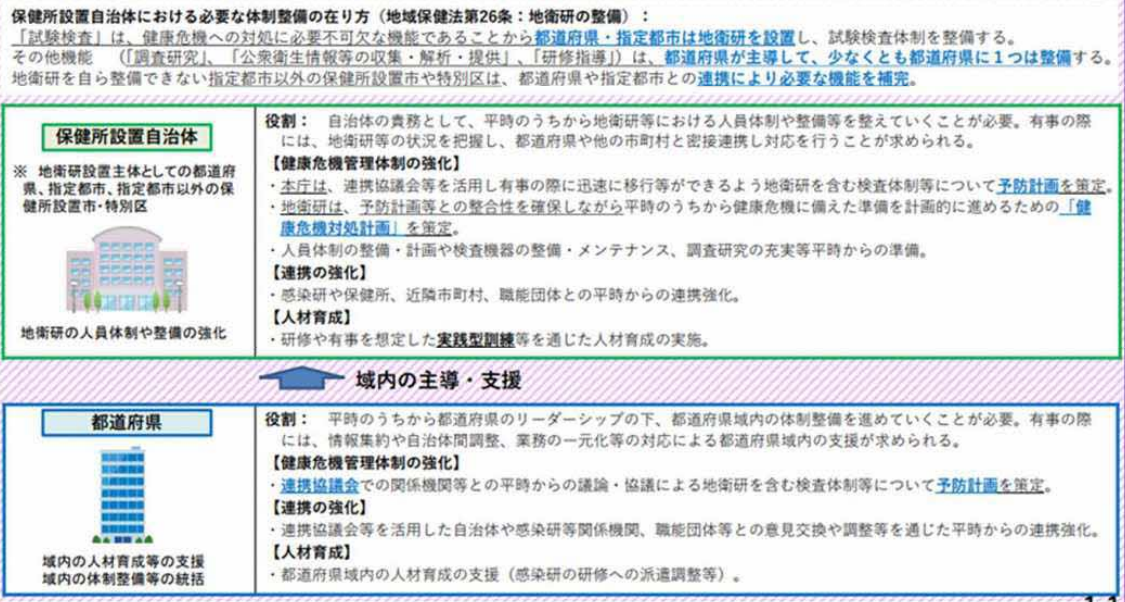 保健所設置自治体における必要な体制整備の在り方（地域保健法第26条：地衛研の整備）：
「試験検査」は、健康危機への対処に必要不可欠な機能であることから都道府県・指定都市は地衛研を設置し、試験検査体制を整備する。
その他機能　（「調査研究」、「公衆衛生情報等の収集・解析・提供」、「研修指導」）は、都道府県が主導して、少なくとも都道府県に１つは整備する。
地衛研を自ら整備できない指定都市以外の保健所設置市や特別区は、都道府県や指定都市との連携により必要な機能を補完。
保健所設置自治体
※　地衛研設置主体としての都道府
県、指定都市、指定都市以外の保
健所設置市・特別区
地衛研の人員体制や整備の強化
役割：　自治体の責務として、平時のうちから地衛研等における人員体制や整備等を整えていくことが必要。有事の際
には、地衛研等の状況を把握し、都道府県や他の市町村と密接連携し対応を行うことが求められる。
【健康危機管理体制の強化】
・本庁は、連携協議会等を活用し有事の際に迅速に移行等ができるよう地衛研を含む検査体制等について予防計画を策定。
・地衛研は、予防計画等との整合性を確保しながら平時のうちから健康危機に備えた準備を計画的に進めるための「健
康危機対処計画」を策定。
・人員体制の整備・計画や検査機器の整備・メンテナンス、調査研究の充実等平時からの準備。
【連携の強化】
・感染研や保健所、近隣市町村、職能団体との平時からの連携強化。
【人材育成】
・研修や有事を想定した実践型訓練等を通じた人材育成の実施。
域内の主導・支援
都道府県
域内の人材育成等の支援
域内の体制整備等の統括
役割：　平時のうちから都道府県のリーダーシップの下、都道府県域内の体制整備を進めていくことが必要。有事の際
には、情報集約や自治体間調整、業務の一元化等の対応による都道府県域内の支援が求められる。
【健康危機管理体制の強化】
・連携協議会での関係機関等との平時からの議論・協議による地衛研を含む検査体制等について予防計画を策定。
【連携の強化】
・連携協議会等を活用した自治体や感染研等関係機関、職能団体等との意見交換や調整等を通じた平時からの連携強化。
【人材育成】
・都道府県域内の人材育成の支援（感染研の研修への派遣調整等）。